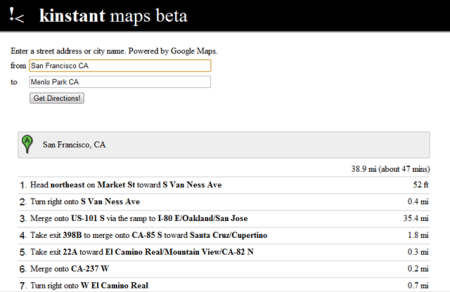 !< kinstant maps beta
Enter a street address or city name. Powered by Google Maps.
from San Francisco CA
to Menlo Park CA
Get Directions!
A San Francisco, CA
38.9 mi (about 47 mins)
1. Head northeast on Market St toward S Van Ness Ave 52 ft
2. Turn right onto S Van Ness Ave 0.4 mi
3. Merge onto US-101 S via the ramp to I-80 E/Oakland/San Jose 35.4 mi
4. Take exit 398B to merge onto CA-85 S toward Santa Cruz/Cupertino 1.8 mi
5. Take exit 22A toward El Camino Real/Mountain View/CA-82 N 0.3 mi
6. Merge onto CA-237 W 0.2 mi
7. Turn right onto W El Camino Real 0.7 mi